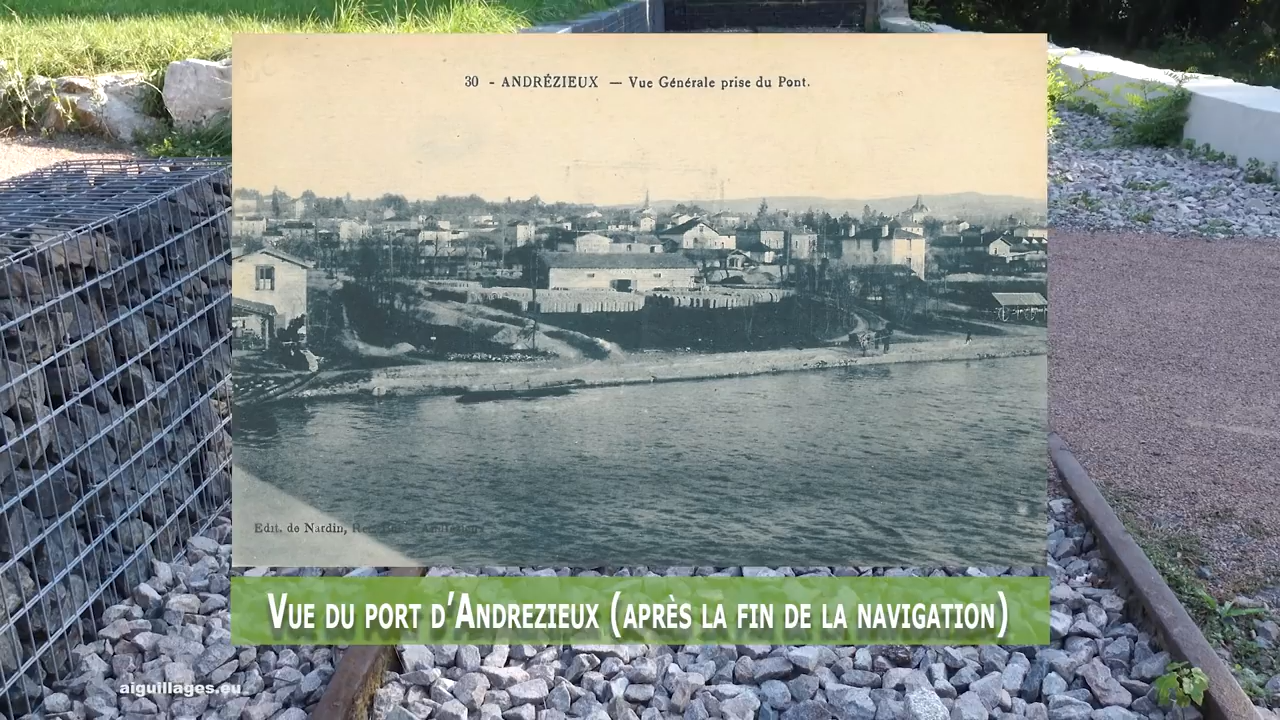 30 - ANDRÉZIEUX — Vue Générale prise du Pont.
Edit. de Nardin,
VUE DU PORT D'ANDREZIEUX (APRÈS LA FIN DE LA NAVIGATION)
aiguillages.eu